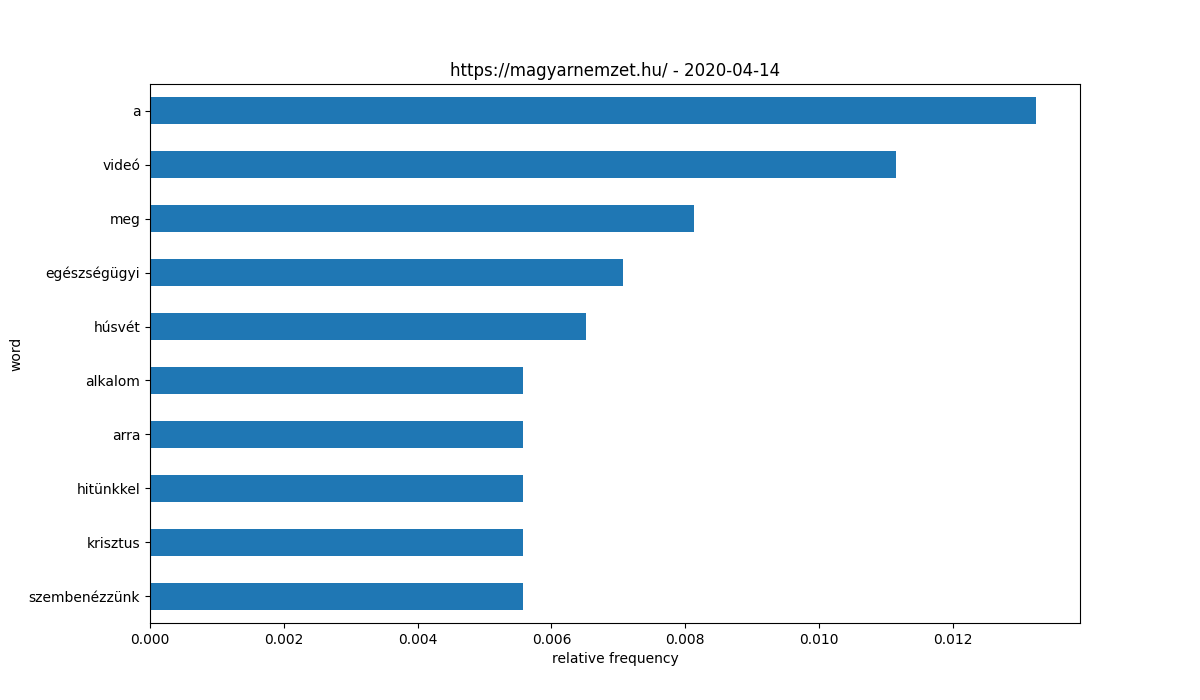 https://magyarnemzet.hu/ - 2020-04-14
a
videó
meg
egészségügyi
húsvét
alkalom
arra
hitünkkel
krisztus
szembenézzünk
word
0.000 0.002 0.004 0.006 0.008 0.010 0.012
relative frequency